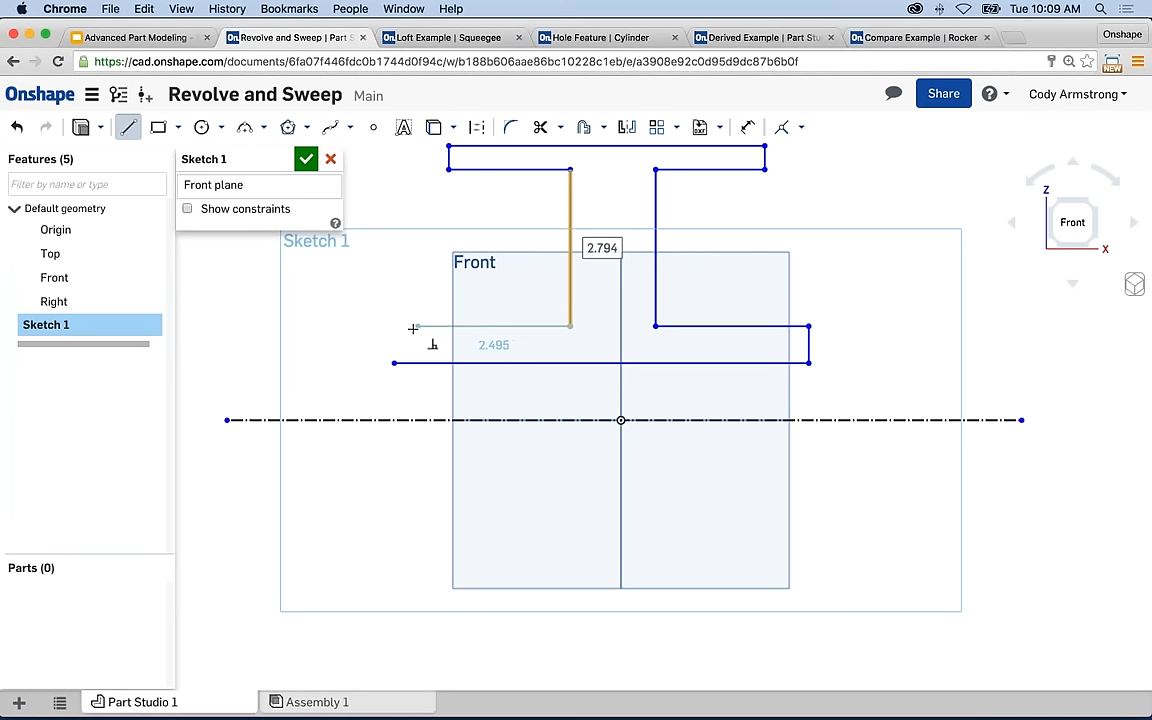 Chrome File Edit View History Bookmarks People Window Help Tue 10:09 AM
Advanced Part Modeling - × Revolve and Sweep | Part S × Loft Example | Squeegee × Hole Feature | Cylinder × Derived Example | Part Stu × Compare Example | Rocker × Onshape
https://cad.onshape.com/documents/6fa07f446fdc0b1744d0f94c/w/b188b606aae86bc10228c1eb/e/a3908e92c0d95d9dc87b6b0f NEW
Onshape Revolve and Sweep Main Share Cody Armstrong
Features (5)
Filter by name or type
Default geometry
Origin
Top
Front
Right
Sketch 1
Parts (0)
Sketch 1
Front plane
Show constraints
Sketch 1
Front
2.794
2.495
Z
Front
X
Part Studio 1 Assembly 1